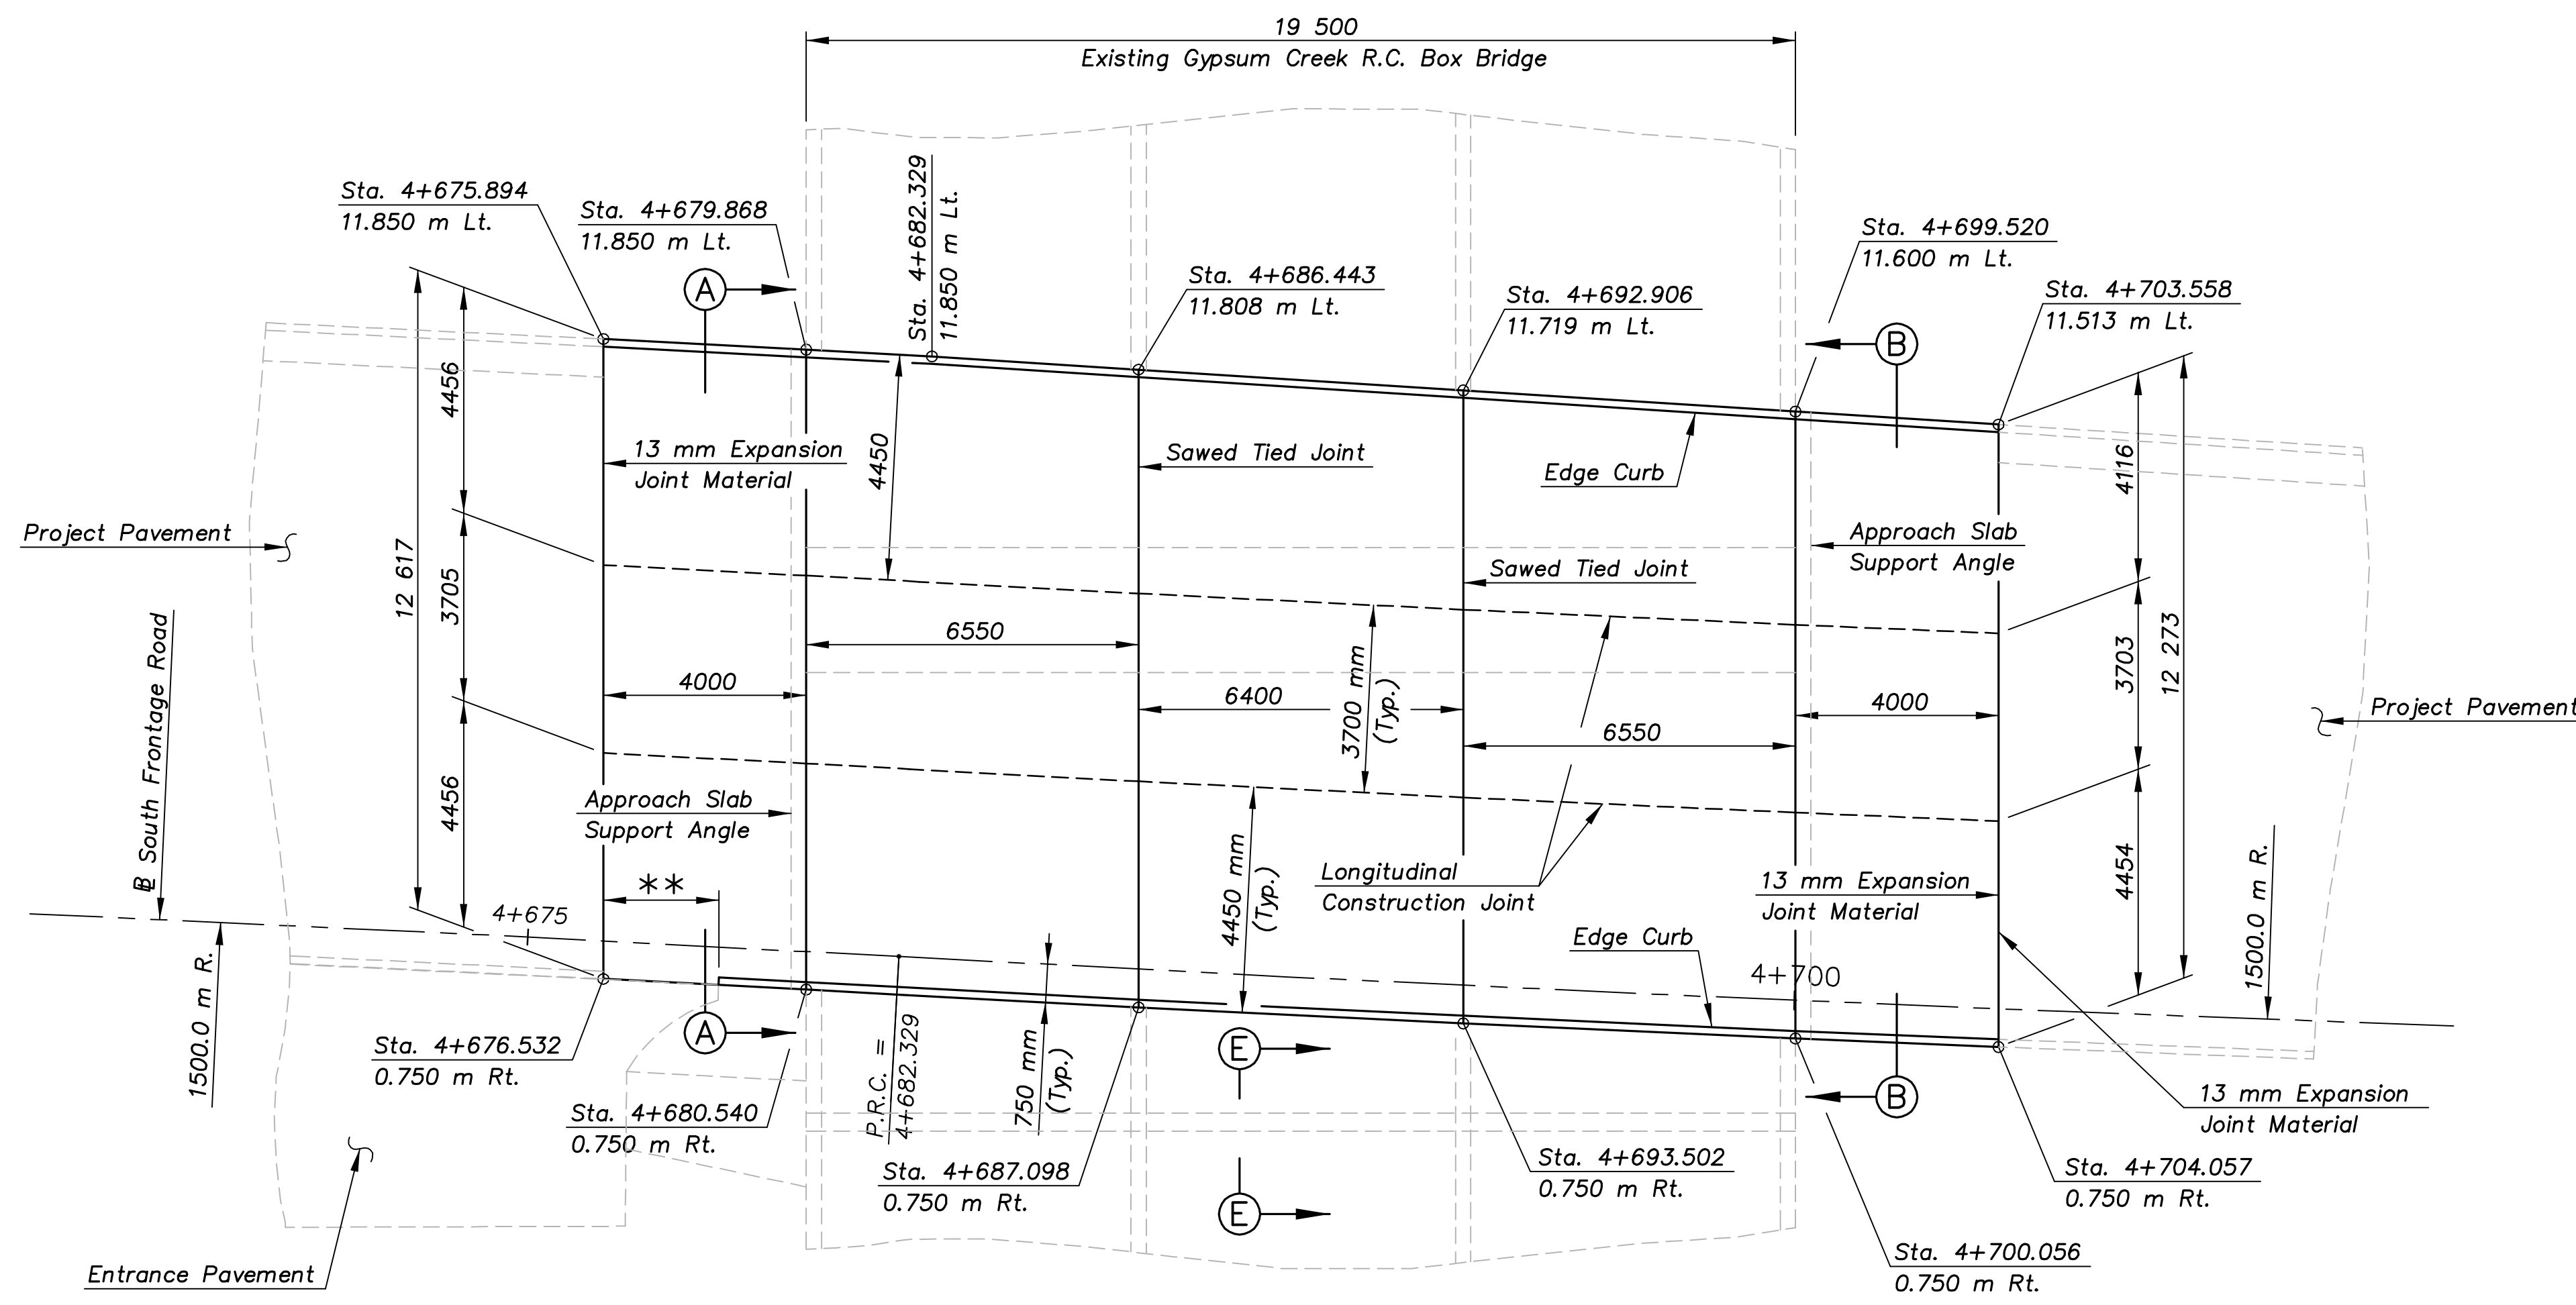 19 500
Existing Gypsum Creek R.C. Box Bridge
Sta. 4+675.894
11.850 m Lt.
Sta. 4+679.868
11.850 m Lt.
Sta. 4+682.329
11.850 m Lt.
Sta. 4+686.443
11.808 m Lt.
Sta. 4+692.906
11.719 m Lt.
Sta. 4+699.520
11.600 m Lt.
Sta. 4+703.558
11.513 m Lt.
A
B
4456
4450
4116
13 mm Expansion
Joint Material
Sawed Tied Joint
Edge Curb
Project Pavement
Approach Slab
Support Angle
12 617
3705
Sawed Tied Joint
6550
4000
6400
3700 mm
(Typ.)
6550
4000
3703
12 273
Project Pavement
℄ South Frontage Road
4456
Approach Slab
Support Angle
**
4450 mm
(Typ.)
Longitudinal
Construction Joint
13 mm Expansion
Joint Material
4454
1500.0 m R.
4+675
Edge Curb
4+700
1500.0 m R.
A
Sta. 4+676.532
0.750 m Rt.
P.R.C. =
4+682.329
750 mm
(Typ.)
E
B
13 mm Expansion
Joint Material
Sta. 4+680.540
0.750 m Rt.
Sta. 4+687.098
0.750 m Rt.
Sta. 4+693.502
0.750 m Rt.
Sta. 4+704.057
0.750 m Rt.
E
Sta. 4+700.056
0.750 m Rt.
Entrance Pavement